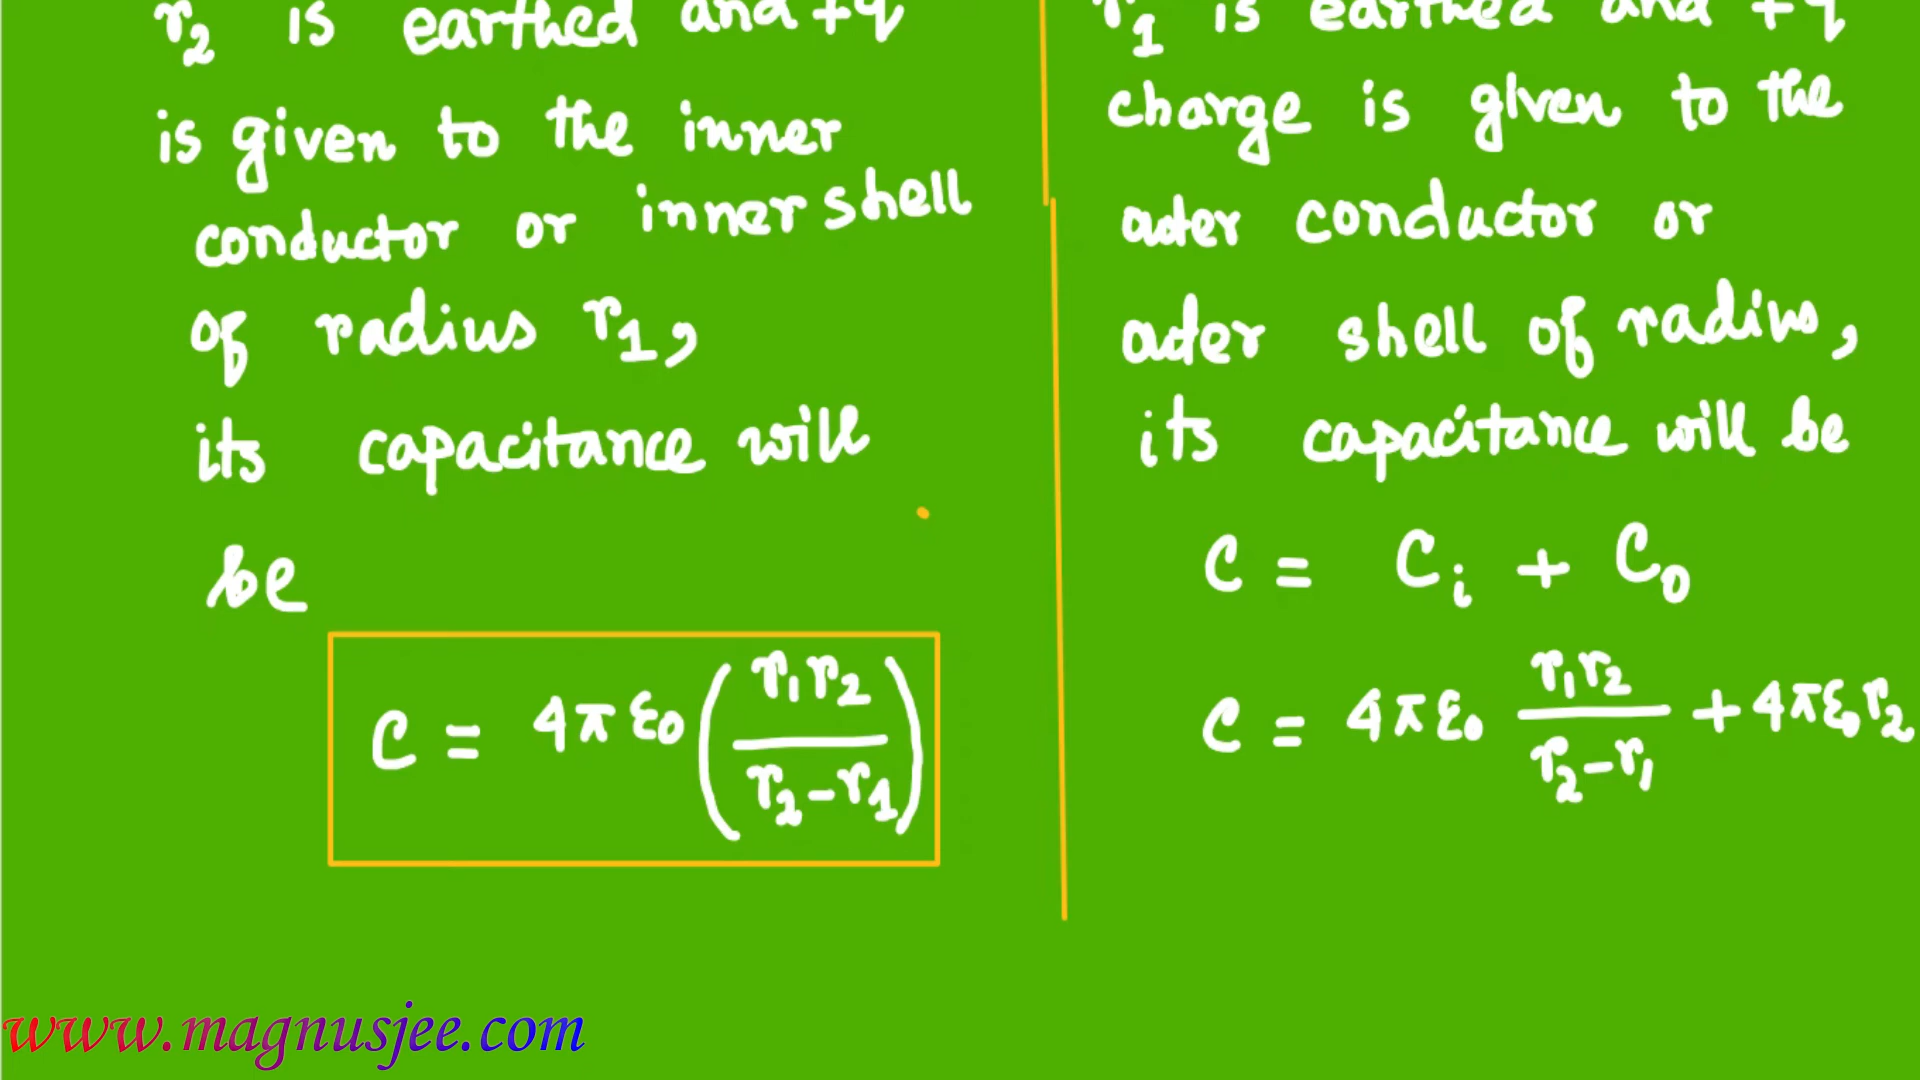 r₂ is earthed and +q
is given to the inner
conductor or inner shell
of radius r₁,
its capacitance will
be
C = 4πε₀ (r₁r₂ / r₂-r₁)
r₁ is earthed and +q
charge is given to the
outer conductor or
outer shell of radius,
its capacitance will be
C = Cᵢ + C₀
C = 4πε₀ r₁r₂ / r₂-r₁ + 4πε₀r₂
www.magnusjee.com